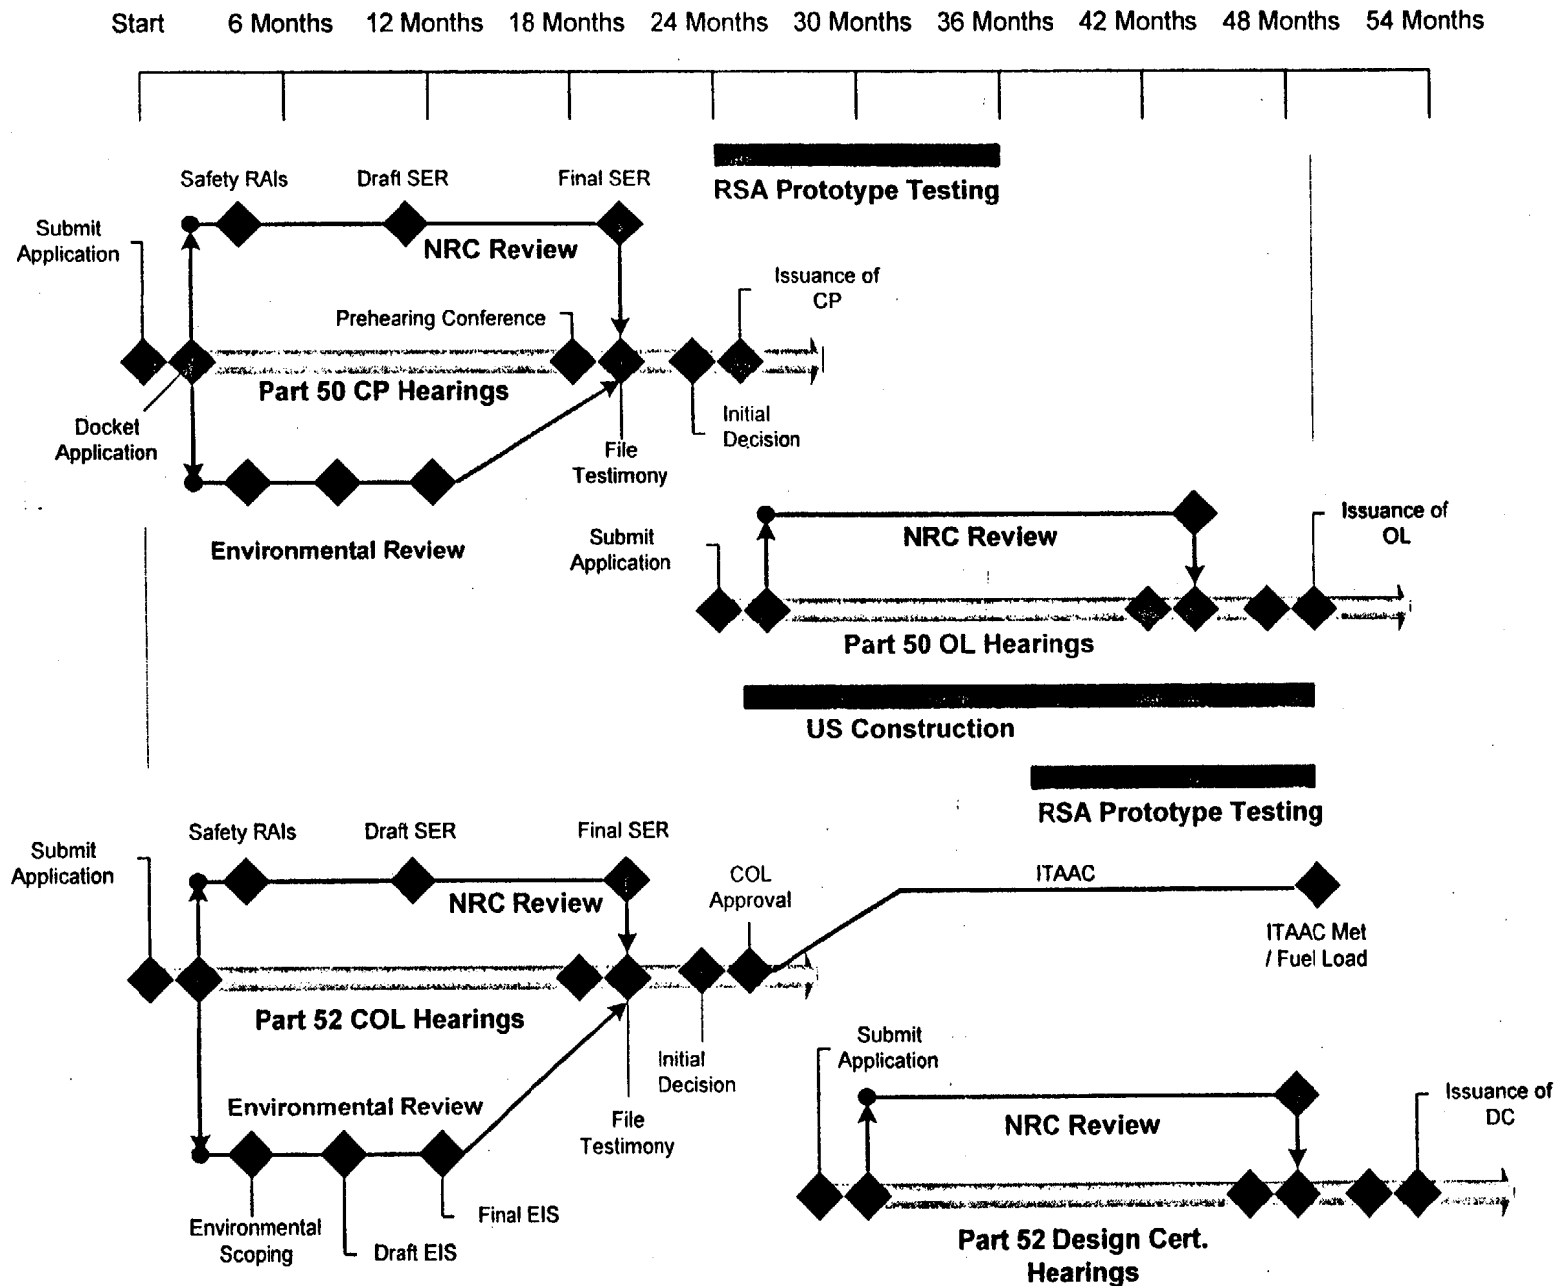 Start 6 Months 12 Months 18 Months 24 Months 30 Months 36 Months 42 Months 48 Months 54 Months
RSA Prototype Testing
Safety RAIs Draft SER Final SER
Submit
Application
NRC Review
Issuance of
CP
Prehearing Conference
Part 50 CP Hearings
Docket
Application
Initial
Decision
File
Testimony
Environmental Review
Submit
Application
NRC Review
Issuance of
OL
Part 50 OL Hearings
US Construction
RSA Prototype Testing
Safety RAIs Draft SER Final SER
Submit
Application
NRC Review
COL
Approval
ITAAC
ITAAC Met
/ Fuel Load
Part 52 COL Hearings
Initial
Decision
File
Testimony
Environmental Review
Environmental
Scoping
Draft EIS
Final EIS
Submit
Application
NRC Review
Issuance of
DC
Part 52 Design Cert.
Hearings